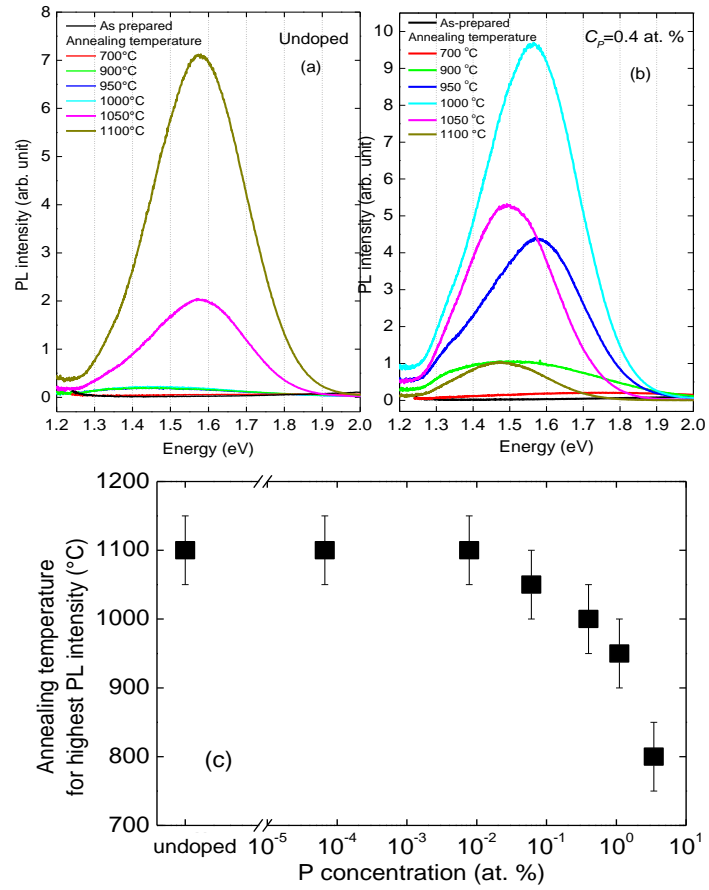 As prepared
Annealing temperature
700°C
900°C
950°C
1000°C
1050°C
1100°C
Undoped
(a)
8
7
6
5
4
3
2
1
0
PL intensity (arb. unit)
1.2 1.3 1.4 1.5 1.6 1.7 1.8 1.9 2.0
Energy (eV)
As-prepared
Annealing temperature
700 °C
900 °C
950 °C
1000 °C
1050 °C
1100 °C
C_P=0.4 at. %
(b)
10
9
8
7
6
5
4
3
2
1
0
PL intensity (arb. unit)
1.2 1.3 1.4 1.5 1.6 1.7 1.8 1.9 2.0
Energy (eV)
1200
1100
1000
900
800
700
Annealing temperature
for highest PL intensity (°C)
(c)
undoped 10^-5 10^-4 10^-3 10^-2 10^-1 10^0 10^1
P concentration (at. %)